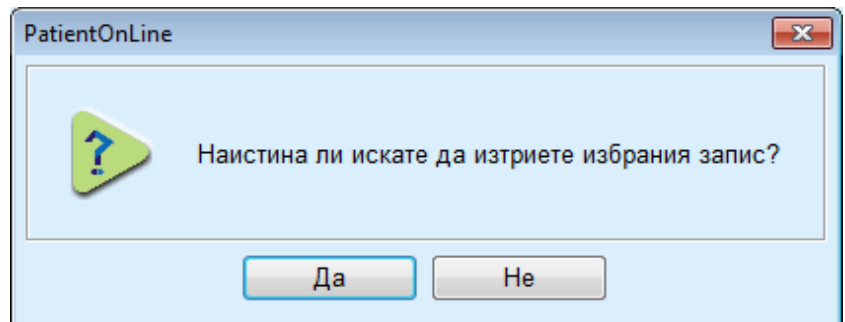 PatientOnLine
Наистина ли искате да изтриете избрания запис?
Да Не